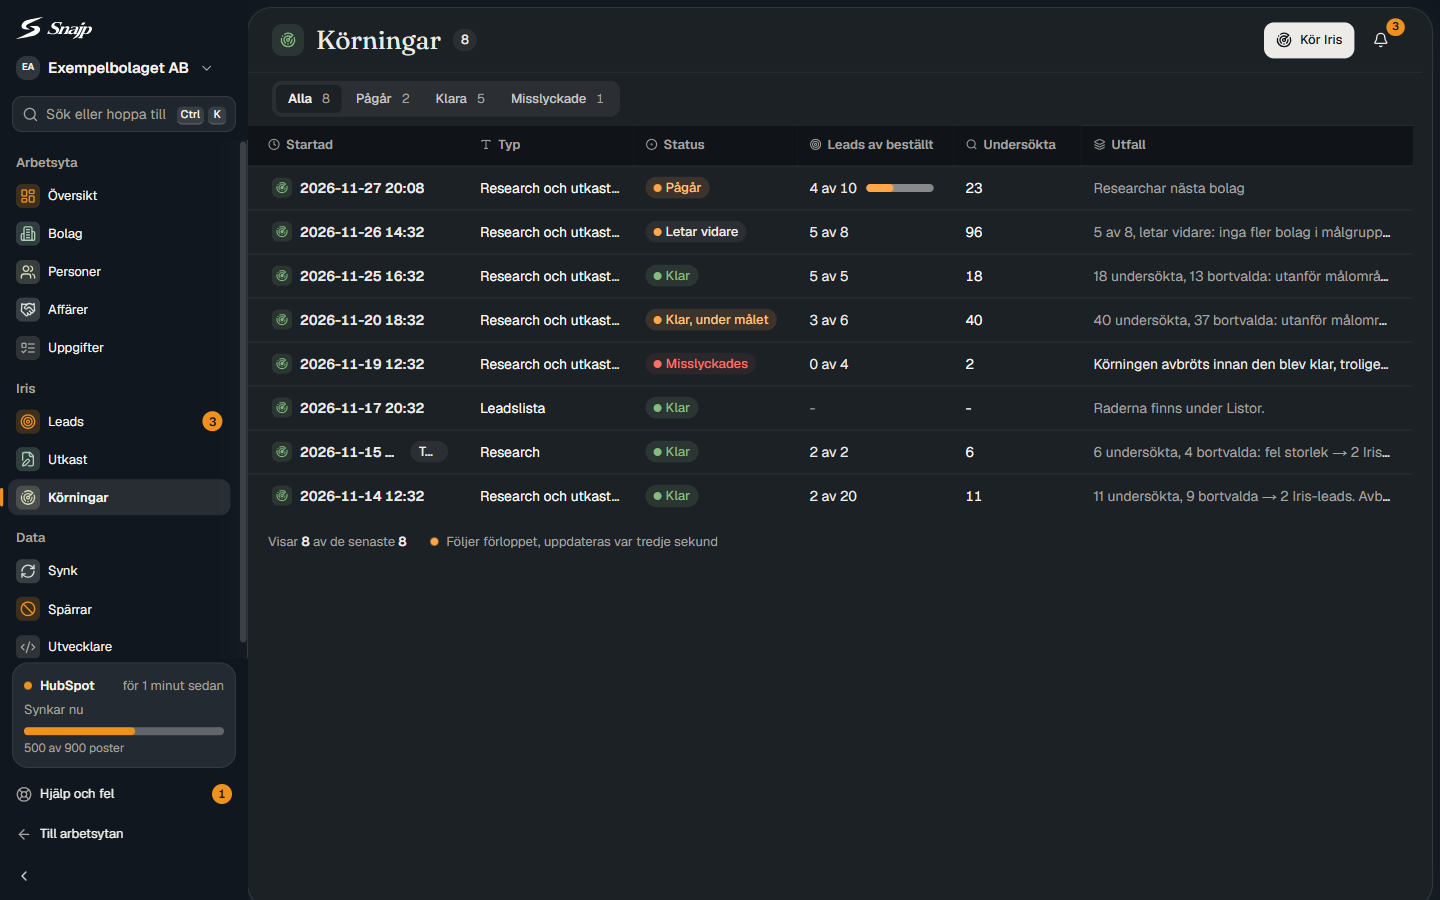 Snajp
EA Exempelbolaget AB
Sök eller hoppa till Ctrl K
Arbetsyta
Översikt
Bolag
Personer
Affärer
Uppgifter
Iris
Leads 3
Utkast
Körningar
Data
Synk
Spärrar
Utvecklare
HubSpot för 1 minut sedan
Synkar nu
500 av 900 poster
Hjälp och fel 1
Till arbetsytan
Körningar 8
Kör Iris 3
Alla 8 Pågår 2 Klara 5 Misslyckade 1
Startad Typ Status Leads av beställt Undersökta Utfall
2026-11-27 20:08 Research och utkast... Pågår 4 av 10 23 Researchar nästa bolag
2026-11-26 14:32 Research och utkast... Letar vidare 5 av 8 96 5 av 8, letar vidare: inga fler bolag i målgrupp...
2026-11-25 16:32 Research och utkast... Klar 5 av 5 18 18 undersökta, 13 bortvalda: utanför målområ...
2026-11-20 18:32 Research och utkast... Klar, under målet 3 av 6 40 40 undersökta, 37 bortvalda: utanför målomr...
2026-11-19 12:32 Research och utkast... Misslyckades 0 av 4 2 Körningen avbröts innan den blev klar, trolige...
2026-11-17 20:32 Leadslista Klar - - Raderna finns under Listor.
2026-11-15 ... T... Research Klar 2 av 2 6 6 undersökta, 4 bortvalda: fel storlek → 2 Iris...
2026-11-14 12:32 Research och utkast... Klar 2 av 20 11 11 undersökta, 9 bortvalda → 2 Iris-leads. Avb...
Visar 8 av de senaste 8 Följer förloppet, uppdateras var tredje sekund